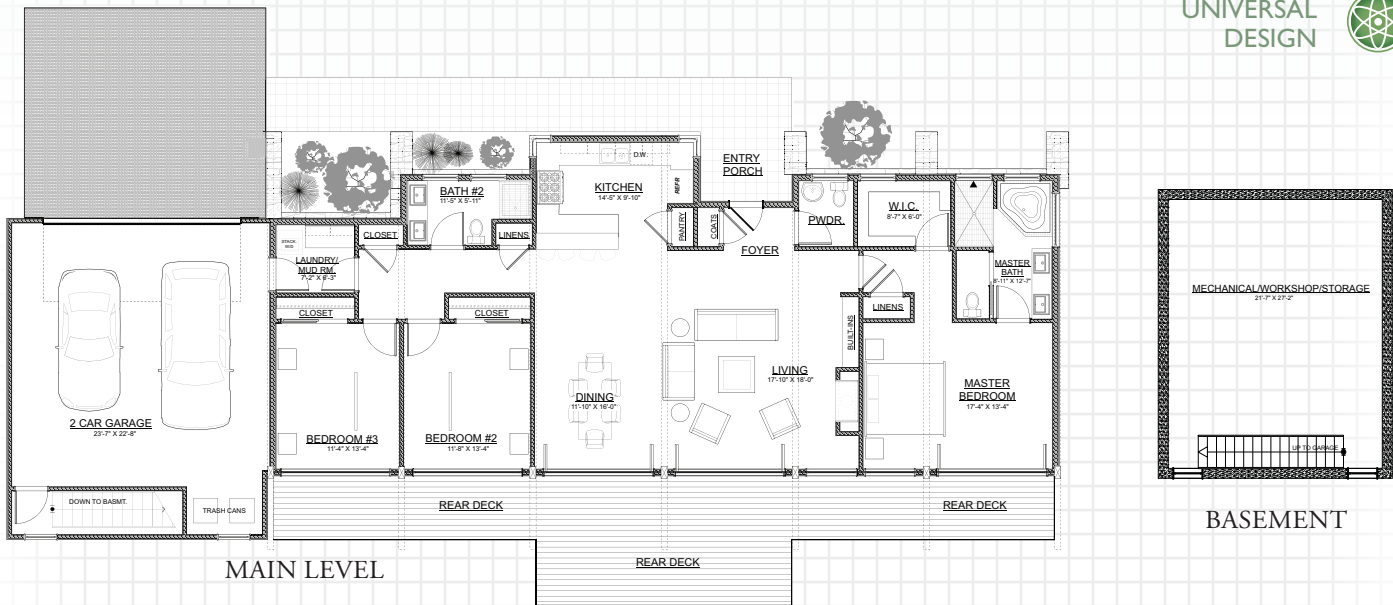 UNIVERSAL
DESIGN
ENTRY
PORCH
D.W.
KITCHEN
14'-5" X 9'-10"
REFR
BATH #2
11'-5" X 5'-11"
PWDR.
W.I.C.
8'-7" X 6'-0"
CLOSET
LINENS
PANTRY
COATS
FOYER
STACK.
W/D
LAUNDRY/
MUD RM.
7'-2" X 6'-3"
MASTER
BATH
8'-11" X 12'-7"
LINENS
CLOSET
CLOSET
BUILT-INS
MECHANICAL/WORKSHOP/STORAGE
21'-7" X 27'-2"
LIVING
17'-10" X 18'-0"
DINING
11'-10" X 16'-0"
MASTER
BEDROOM
17'-4" X 13'-4"
2 CAR GARAGE
23'-7" X 22'-8"
BEDROOM #3
11'-4" X 13'-4"
BEDROOM #2
11'-8" X 13'-4"
UP TO GARAGE
DOWN TO BASMT.
TRASH CANS
REAR DECK
REAR DECK
REAR DECK
BASEMENT
MAIN LEVEL